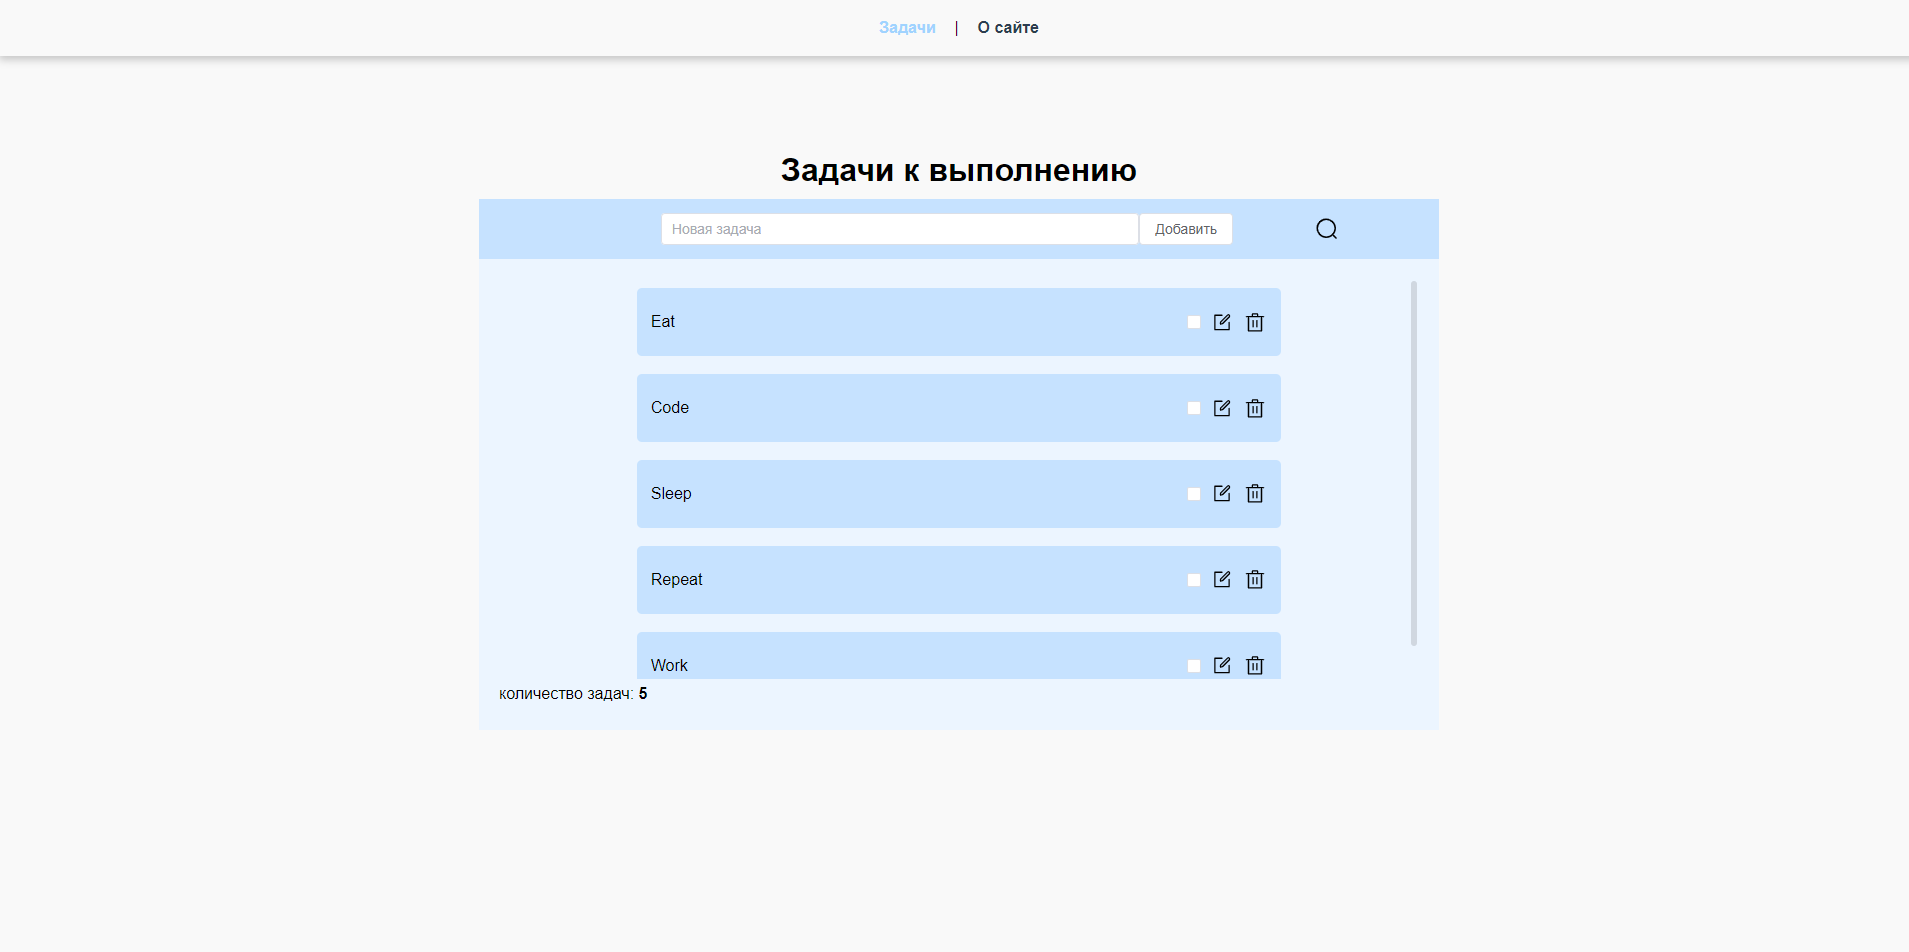 Задачи | О сайте
Задачи к выполнению
Новая задача Добавить
Eat
Code
Sleep
Repeat
Work
количество задач: 5